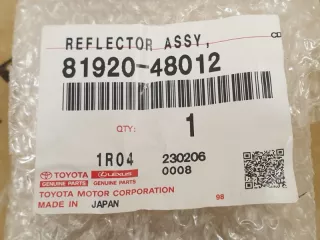 REFLECTOR ASSY,
81920-48012
QTY: 1
1R04 230206
0008
TOYOTA LEXUS
GENUINE PARTS GENUINE PARTS
TOYOTA MOTOR CORPORATION
MADE IN JAPAN 98